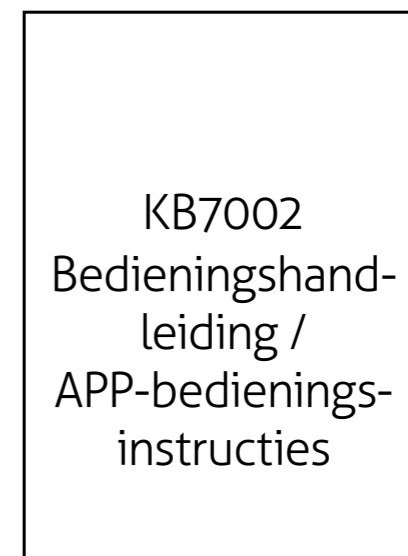 KB7002
Bedieningshand-
leiding /
APP-bedienings-
instructies